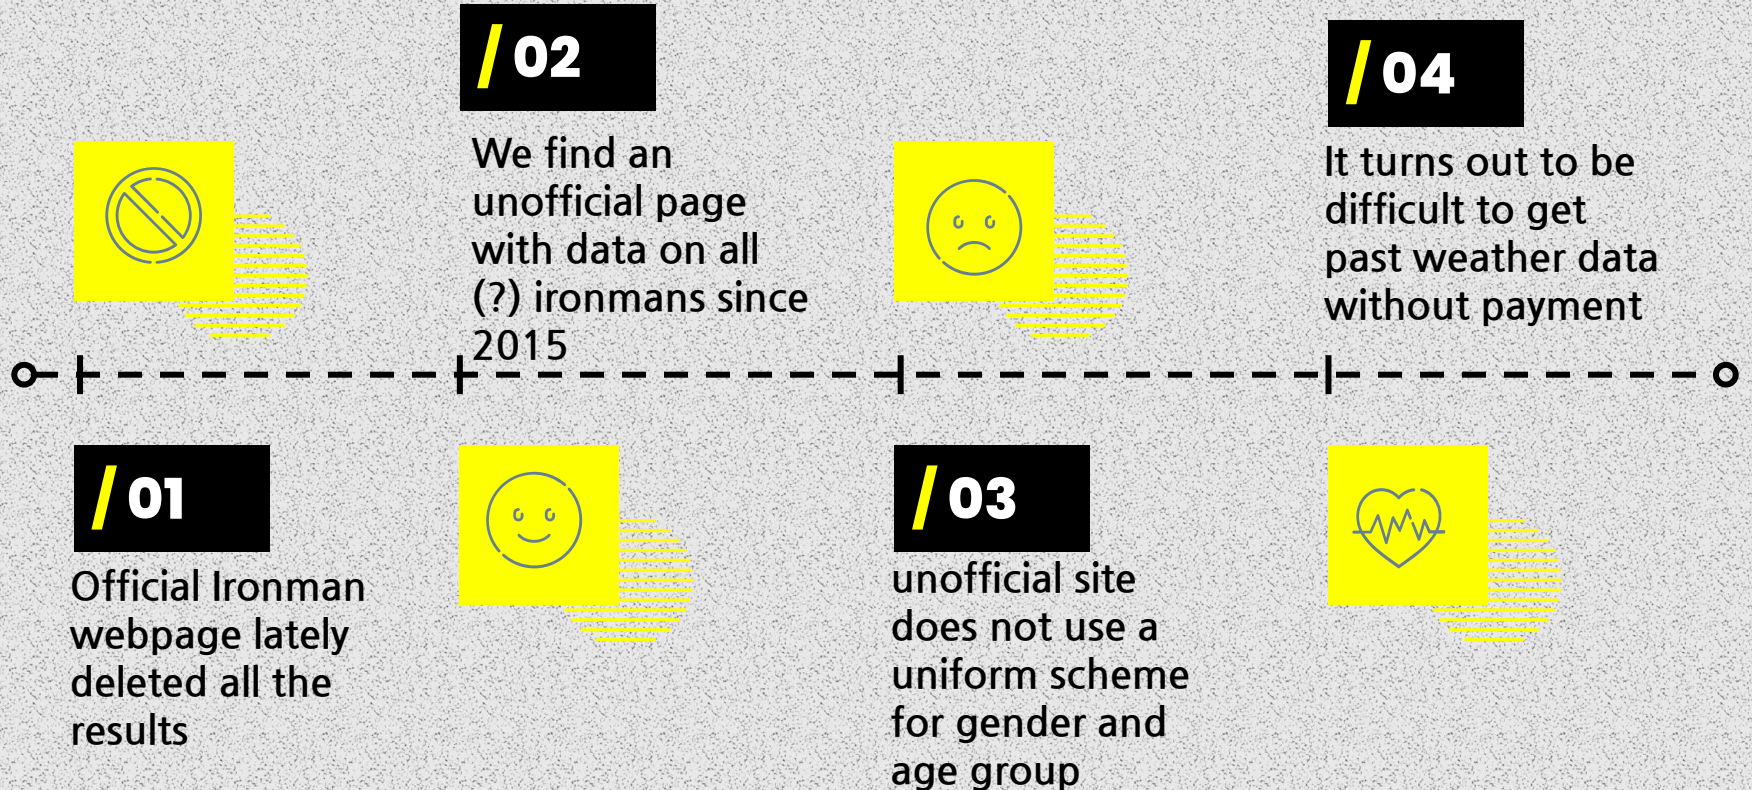 / 01
Official Ironman
webpage lately
deleted all the
results
/ 02
We find an
unofficial page
with data on all
(?) ironmans since
2015
/ 03
unofficial site
does not use a
uniform scheme
for gender and
age group
/ 04
It turns out to be
difficult to get
past weather data
without payment